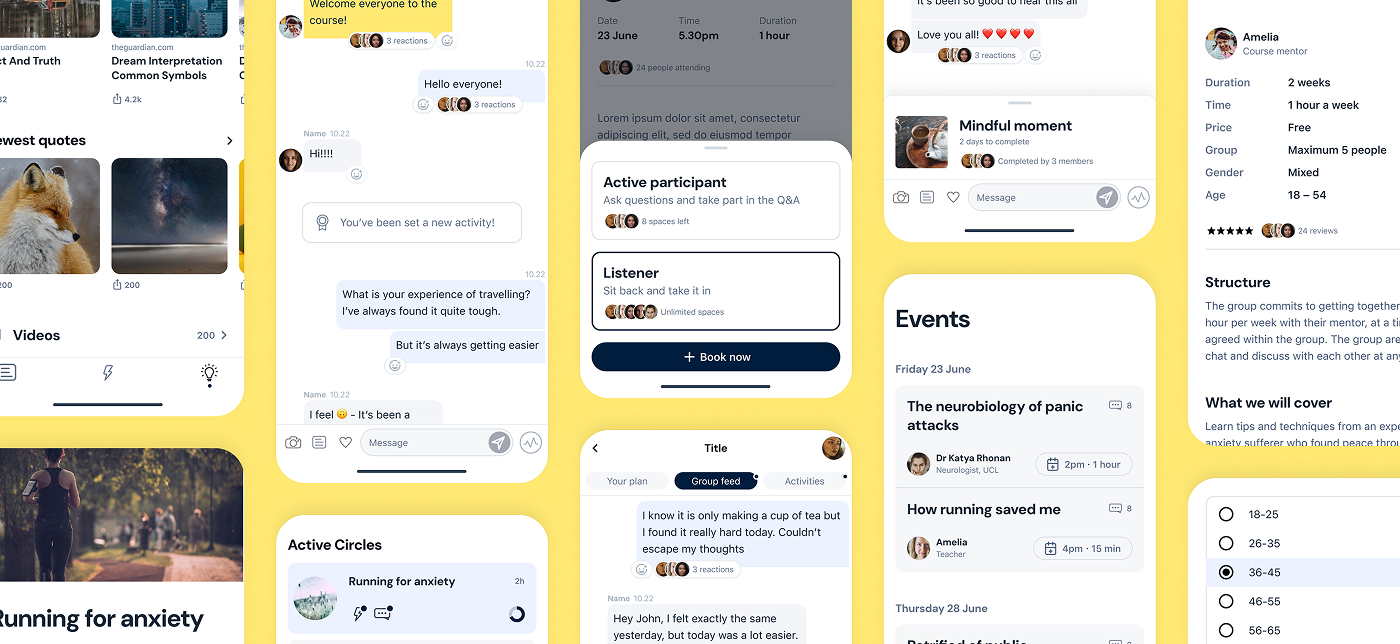 theguardian.com
Dream Interpretation
Common Symbols
4.2k
And Truth
ewest quotes
200
Videos
200
Running for anxiety
Welcome everyone to the
course!
3 reactions
10.22
Hello everyone!
3 reactions
Name 10.22
Hi!!!!
You've been set a new activity!
10.22
What is your experience of travelling?
I've always found it quite tough.
But it's always getting easier
Name 10.22
I feel 😔 - It's been a
Message
Active Circles
Running for anxiety
2h
Date Time Duration
23 June 5.30pm 1 hour
24 people attending
Lorem ipsum dolor sit amet, consectetur
adipiscing elit, sed do eiusmod tempor
Active participant
Ask questions and take part in the Q&A
8 spaces left
Listener
Sit back and take it in
Unlimited spaces
+ Book now
Title
Your plan Group feed Activities
I know it is only making a cup of tea but
I found it really hard today. Couldn't
escape my thoughts
3 reactions
Name 10.22
Hey John, I felt exactly the same
yesterday, but today was a lot easier.
It's been so good to hear this all
Love you all! ❤️❤️❤️❤️
3 reactions
Mindful moment
2 days to complete
Completed by 3 members
Message
Events
Friday 23 June
The neurobiology of panic
attacks
8
Dr Katya Rhonan
Neurologist, UCL
2pm · 1 hour
How running saved me
8
Amelia
Teacher
4pm · 15 min
Thursday 28 June
Amelia
Course mentor
Duration 2 weeks
Time 1 hour a week
Price Free
Group Maximum 5 people
Gender Mixed
Age 18 – 54
★★★★★ 24 reviews
Structure
The group commits to getting together
hour per week with their mentor, at a ti
agreed within the group. The group are
chat and discuss with each other at any
What we will cover
Learn tips and techniques from an expe
anxiety sufferer who found peace throu
18-25
26-35
36-45
46-55
56-65